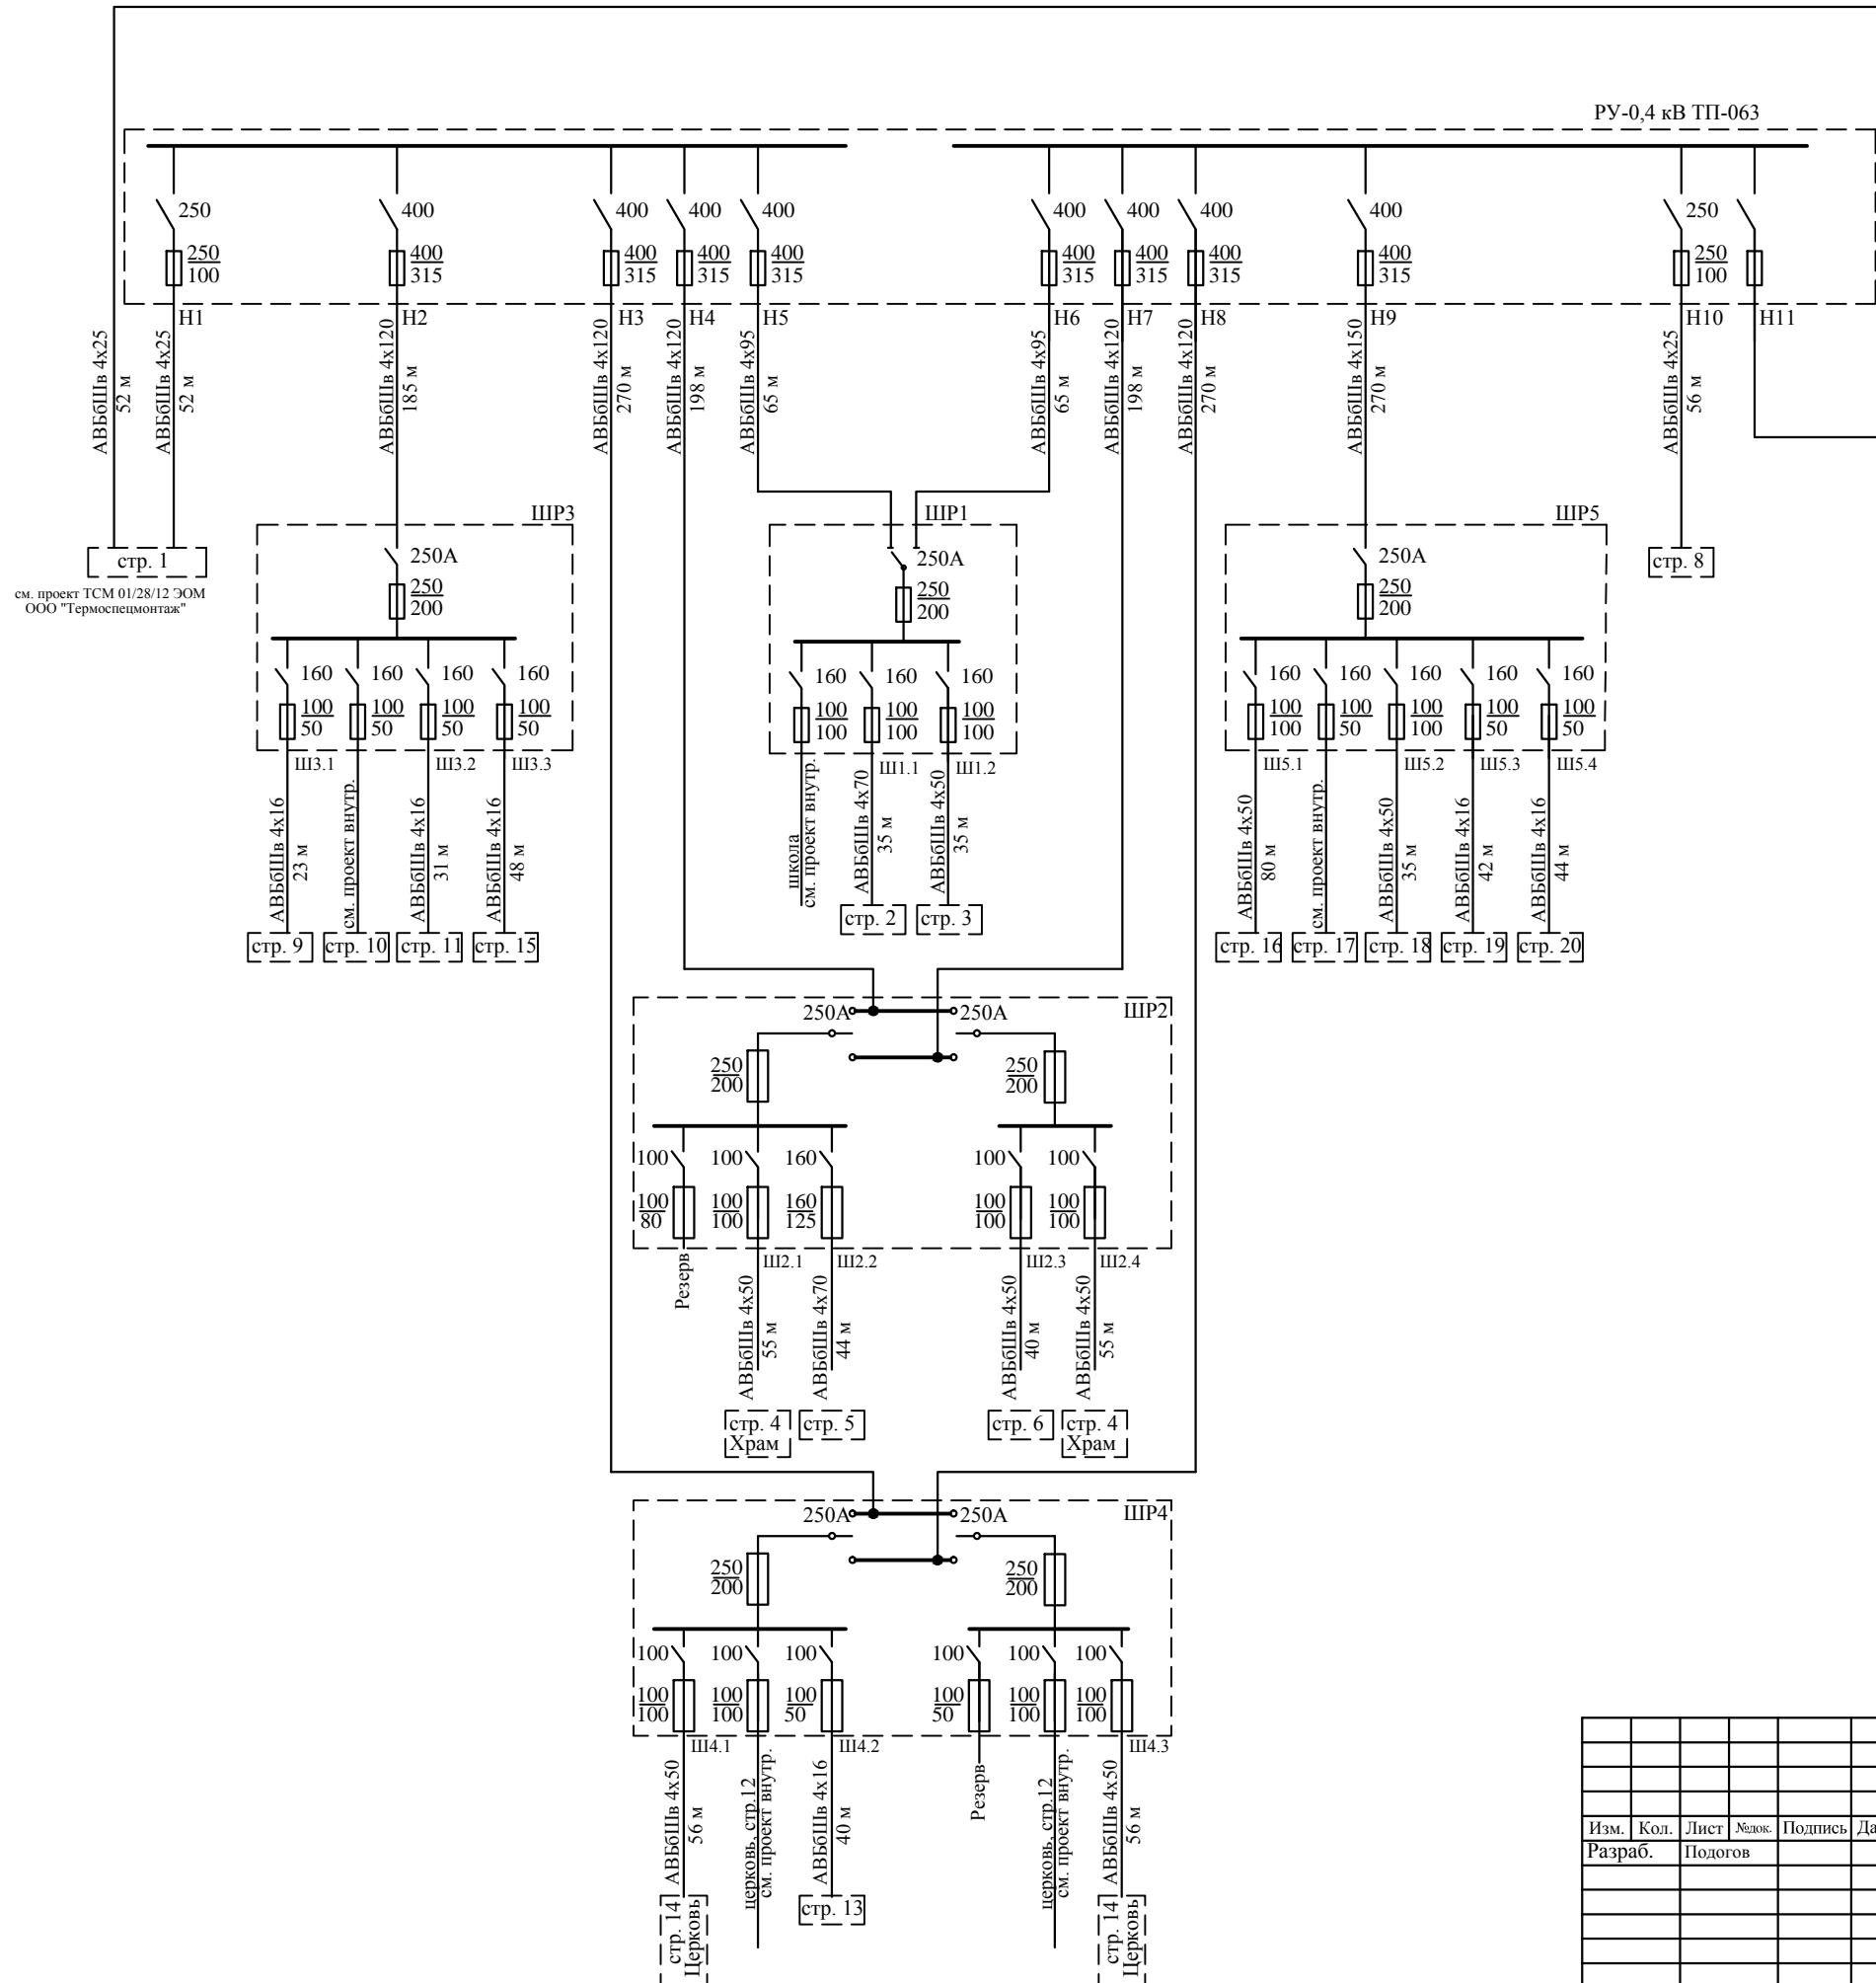 РУ-0,4 кВ ТП-063
250
400
400
400
400
400
400
400
400
250
250
100
400
315
400
315
400
315
400
315
400
315
400
315
400
315
400
315
250
100
Н1
Н2
Н3
Н4
Н5
Н6
Н7
Н8
Н9
Н10
Н11
АВБбШв 4х25
52 м
АВБбШв 4х25
52 м
АВБбШв 4х120
185 м
АВБбШв 4х120
270 м
АВБбШв 4х120
198 м
АВБбШв 4х95
65 м
АВБбШв 4х95
65 м
АВБбШв 4х120
198 м
АВБбШв 4х120
270 м
АВБбШв 4х150
270 м
АВБбШв 4х25
56 м
стр. 1
см. проект ТСМ 01/28/12 ЭОМ
ООО "Термоспецмонтаж"
ШР3
250А
250
200
160
160
160
160
100
50
100
50
100
50
100
50
Ш3.1
Ш3.2
Ш3.3
АВБбШв 4х16
23 м
см. проект внутр.
АВБбШв 4х16
31 м
АВБбШв 4х16
48 м
стр. 9
стр. 10
стр. 11
стр. 15
ШР1
250А
250
200
160
160
160
100
100
100
100
100
100
Ш1.1
Ш1.2
школа
см. проект внутр.
АВБбШв 4х70
35 м
АВБбШв 4х50
35 м
стр. 2
стр. 3
ШР5
250А
250
200
160
160
160
160
160
100
100
100
50
100
100
100
50
100
50
Ш5.1
Ш5.2
Ш5.3
Ш5.4
АВБбШв 4х50
80 м
см. проект внутр.
АВБбШв 4х50
35 м
АВБбШв 4х16
42 м
АВБбШв 4х16
44 м
стр. 16
стр. 17
стр. 18
стр. 19
стр. 20
стр. 8
ШР2
250А
250А
250
200
250
200
100
100
160
100
100
100
80
100
100
160
125
100
100
100
100
Ш2.1
Ш2.2
Ш2.3
Ш2.4
Резерв
АВБбШв 4х50
55 м
АВБбШв 4х70
44 м
АВБбШв 4х50
40 м
АВБбШв 4х50
55 м
стр. 4
Храм
стр. 5
стр. 6
стр. 4
Храм
ШР4
250А
250А
250
200
250
200
100
100
100
100
100
100
100
100
100
100
100
50
100
50
100
100
100
100
Ш4.1
Ш4.2
Ш4.3
АВБбШв 4х50
56 м
церковь, стр.12
см. проект внутр.
АВБбШв 4х16
40 м
Резерв
церковь, стр.12
см. проект внутр.
АВБбШв 4х50
56 м
стр. 14
Церковь
стр. 13
стр. 14
Церковь
Изм. Кол. Лист №док. Подпись Да
Разраб. Подогов